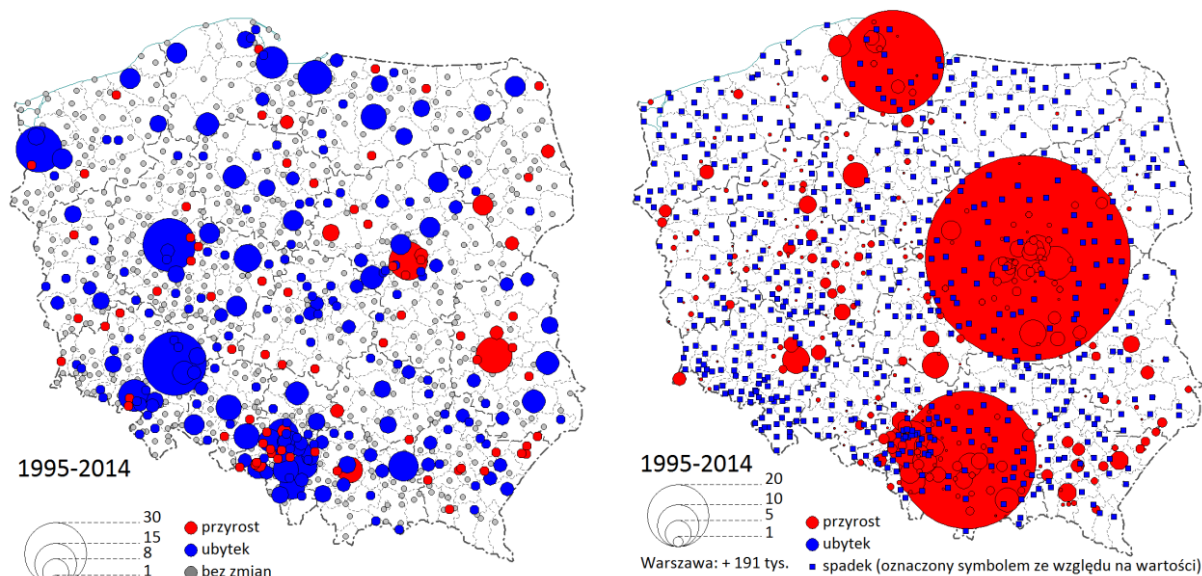 1995-2014
30
15
8
1
przyrost
ubytek
bez zmian
1995-2014
20
10
5
1
przyrost
ubytek
Warszawa: + 191 tys.
spadek (oznaczony symbolem ze względu na wartości)